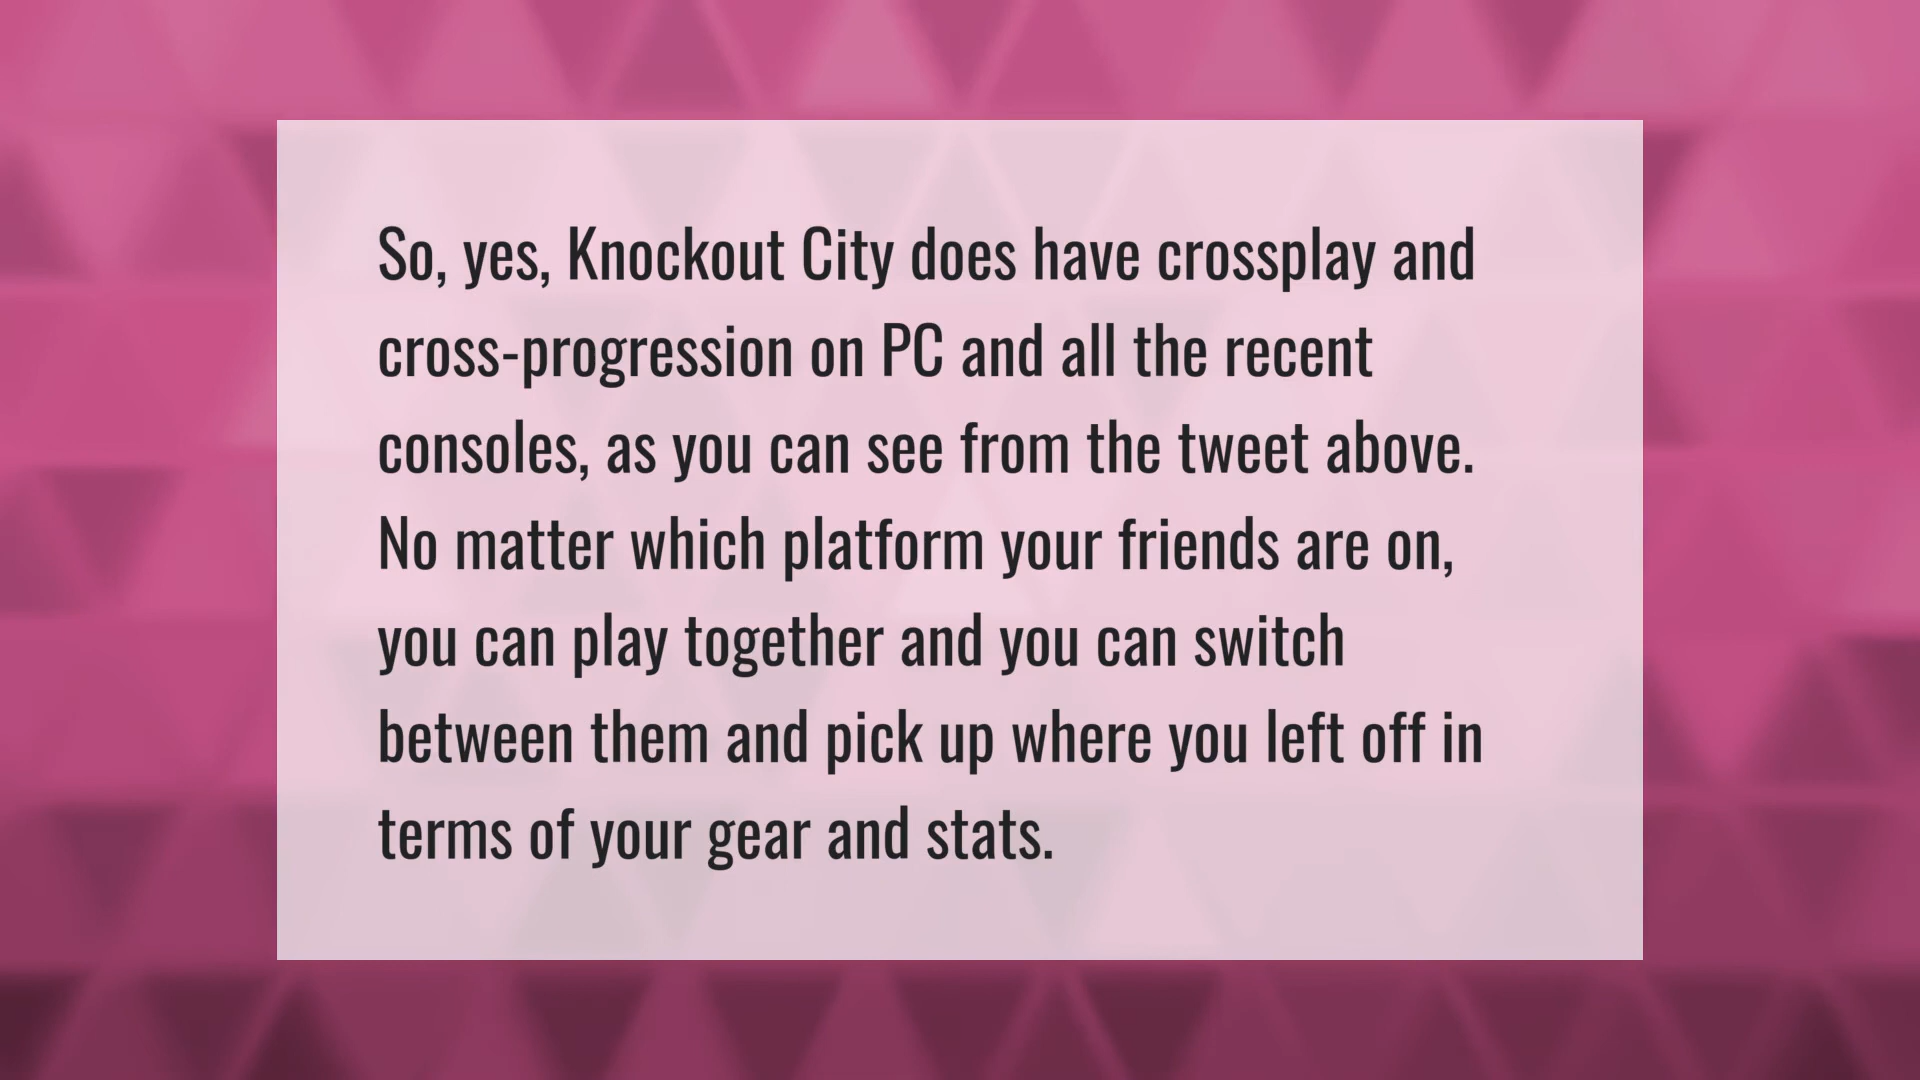 So, yes, Knockout City does have crossplay and
cross-progression on PC and all the recent
consoles, as you can see from the tweet above.
No matter which platform your friends are on,
you can play together and you can switch
between them and pick up where you left off in
terms of your gear and stats.